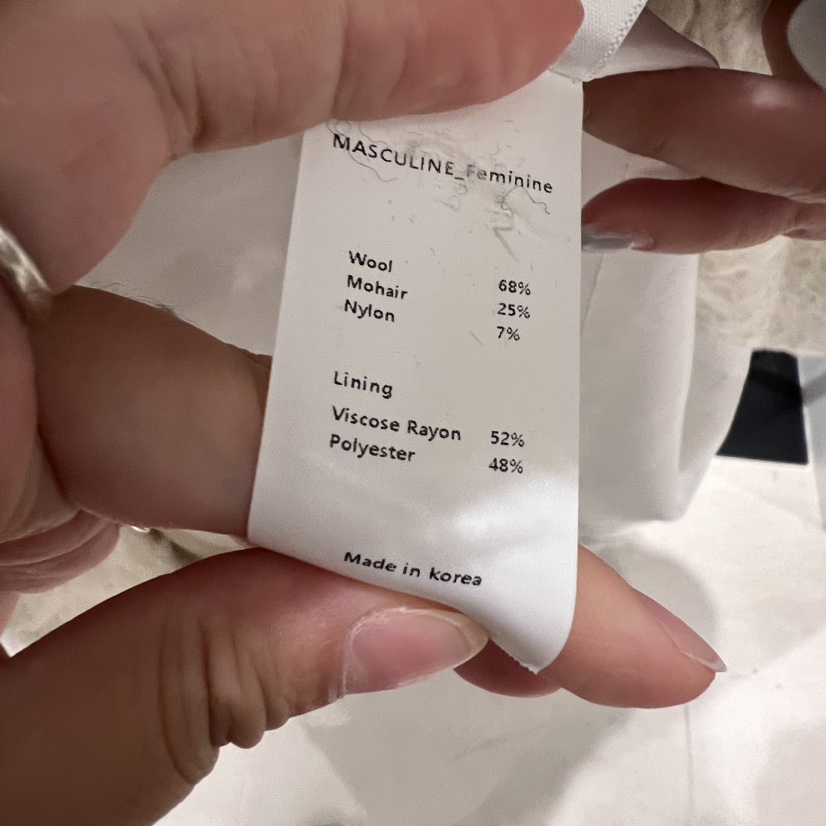 MASCULINE_Feminine
Wool 68%
Mohair 25%
Nylon 7%
Lining
Viscose Rayon 52%
Polyester 48%
Made in korea